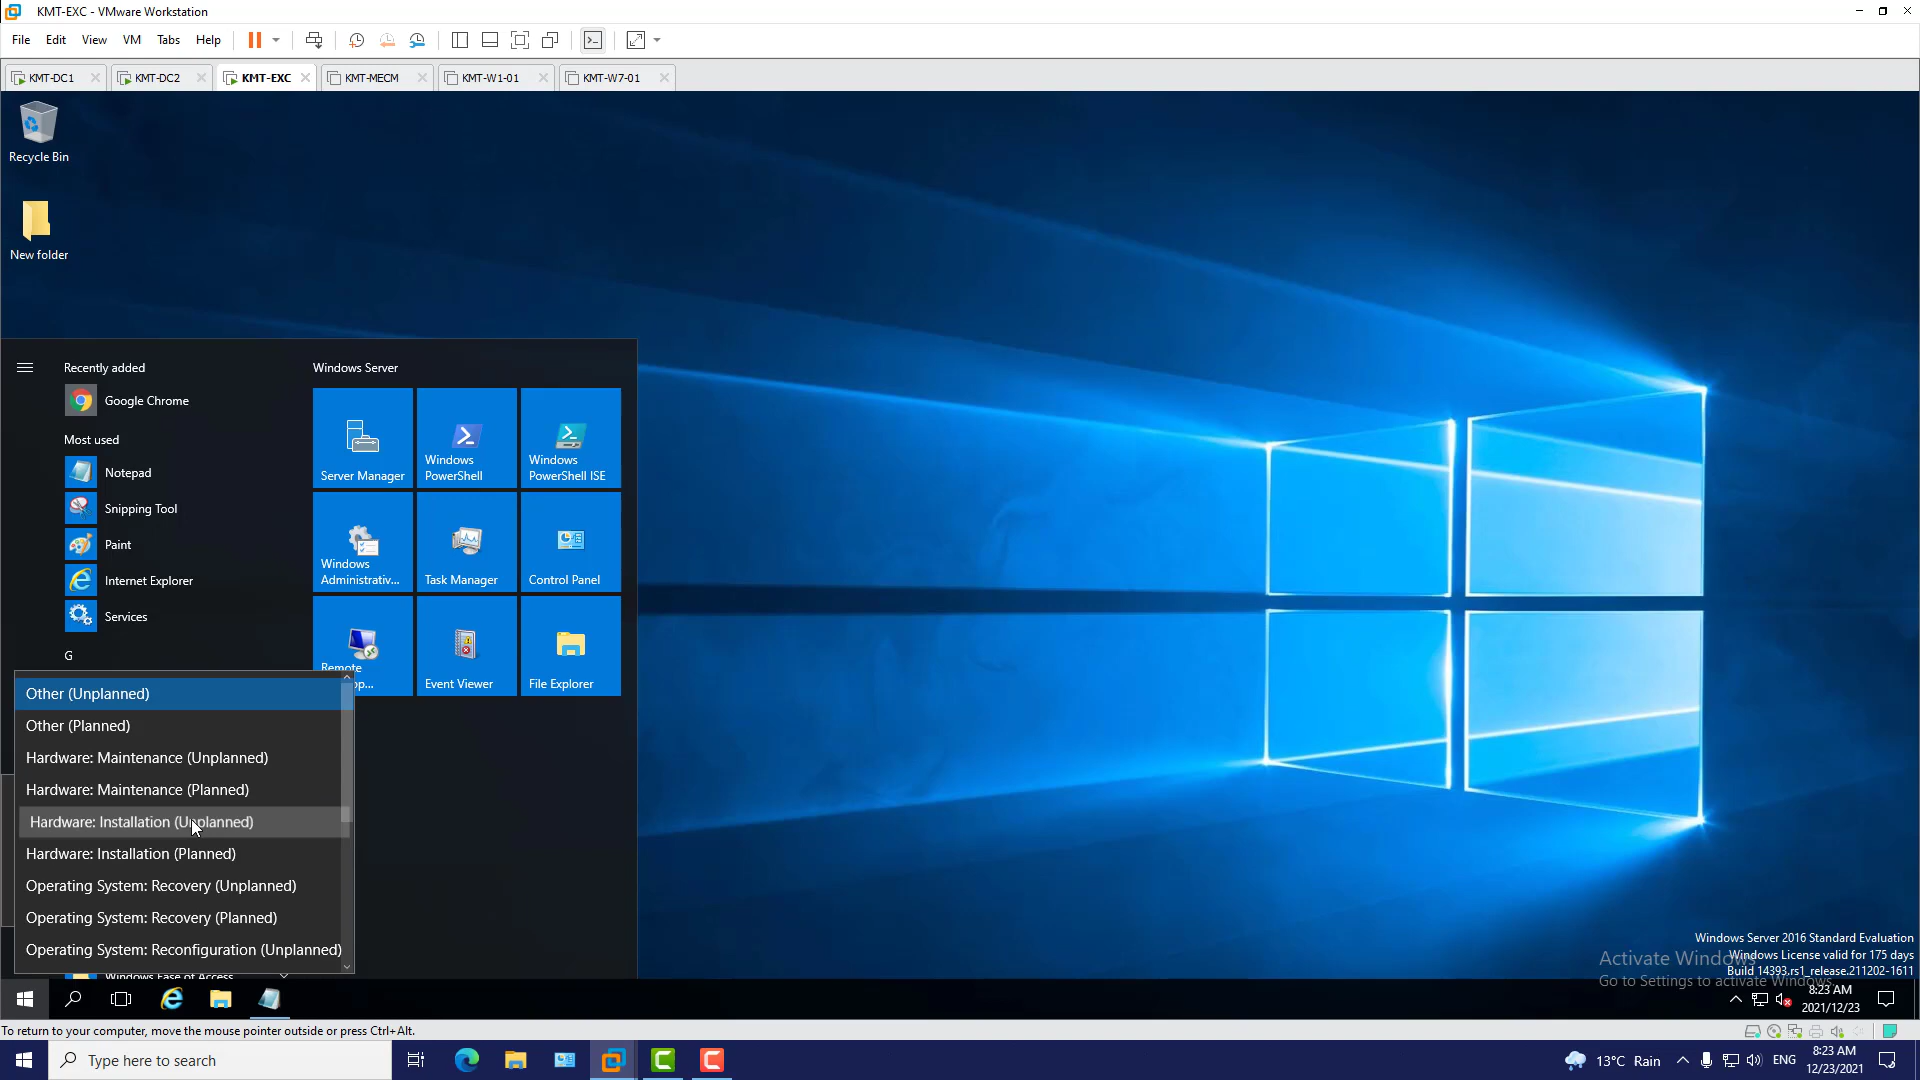 KMT-EXC - VMware Workstation
File Edit View VM Tabs Help
KMT-DC1 KMT-DC2 KMT-EXC KMT-MECM KMT-W1-01 KMT-W7-01
Recycle Bin
New folder
Recently added
Google Chrome
Most used
Notepad
Snipping Tool
Paint
Internet Explorer
Services
G
Windows Server
Server Manager
Windows
PowerShell
Windows
PowerShell ISE
Windows
Administrativ...
Task Manager
Control Panel
Remote
op...
Event Viewer
File Explorer
Other (Unplanned)
Other (Planned)
Hardware: Maintenance (Unplanned)
Hardware: Maintenance (Planned)
Hardware: Installation (Unplanned)
Hardware: Installation (Planned)
Operating System: Recovery (Unplanned)
Operating System: Recovery (Planned)
Operating System: Reconfiguration (Unplanned)
Windows Ease of Access
Windows Server 2016 Standard Evaluation
Activate Windows
Windows License valid for 175 days
Build 14393.rs1_release.211202-1611
Go to Settings to activate Windows.
8:23 AM
2021/12/23
To return to your computer, move the mouse pointer outside or press Ctrl+Alt.
Type here to search
13°C Rain
ENG
8:23 AM
12/23/2021